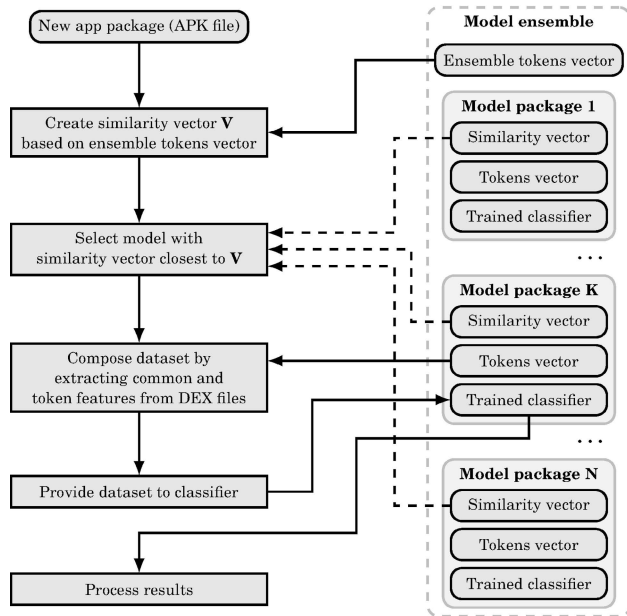 New app package (APK file)
Create similarity vector V
based on ensemble tokens vector
Select model with
similarity vector closest to V
Compose dataset by
extracting common and
token features from DEX files
Provide dataset to classifier
Process results
Model ensemble
Ensemble tokens vector
Model package 1
Similarity vector
Tokens vector
Trained classifier
...
Model package K
Similarity vector
Tokens vector
Trained classifier
...
Model package N
Similarity vector
Tokens vector
Trained classifier